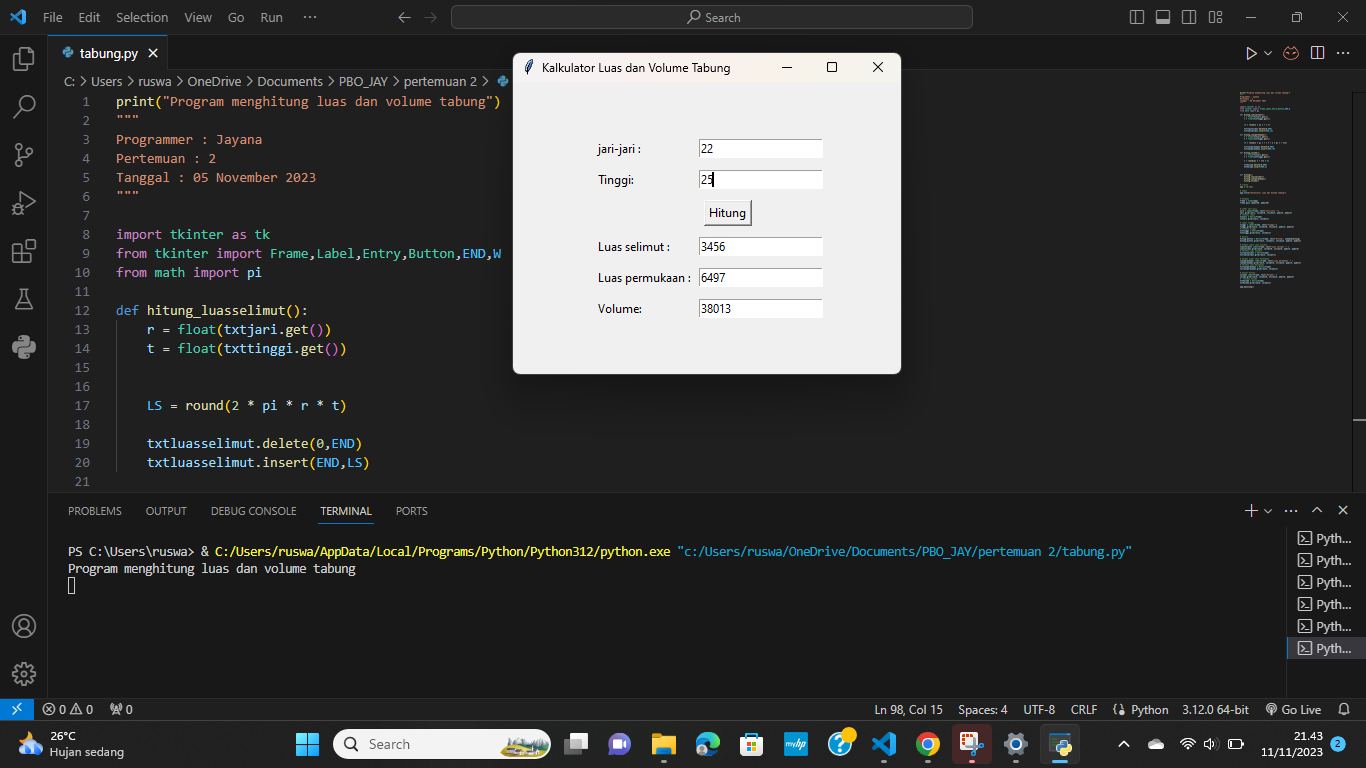 File Edit Selection View Go Run ··· Search
tabung.py
C: > Users > ruswa > OneDrive > Documents > PBO_JAY > pertemuan 2 >
1 print("Program menghitung luas dan volume tabung")
2 """
3 Programmer : Jayana
4 Pertemuan : 2
5 Tanggal : 05 November 2023
6 """
7
8 import tkinter as tk
9 from tkinter import Frame,Label,Entry,Button,END,W
10 from math import pi
11
12 def hitung_luasselimut():
13 r = float(txtjari.get())
14 t = float(txttinggi.get())
15
16
17 LS = round(2 * pi * r * t)
18
19 txtluasselimut.delete(0,END)
20 txtluasselimut.insert(END,LS)
21
Kalkulator Luas dan Volume Tabung
jari-jari : 22
Tinggi: 25
Hitung
Luas selimut : 3456
Luas permukaan : 6497
Volume: 38013
PROBLEMS OUTPUT DEBUG CONSOLE TERMINAL PORTS
PS C:\Users\ruswa> & C:/Users/ruswa/AppData/Local/Programs/Python/Python312/python.exe "c:/Users/ruswa/OneDrive/Documents/PBO_JAY/pertemuan 2/tabung.py"
Program menghitung luas dan volume tabung
Pyth...
Pyth...
Pyth...
Pyth...
Pyth...
Pyth...
0 0 0 Ln 98, Col 15 Spaces: 4 UTF-8 CRLF Python 3.12.0 64-bit Go Live
26°C
Hujan sedang
Search
myhp
21.43
11/11/2023
2